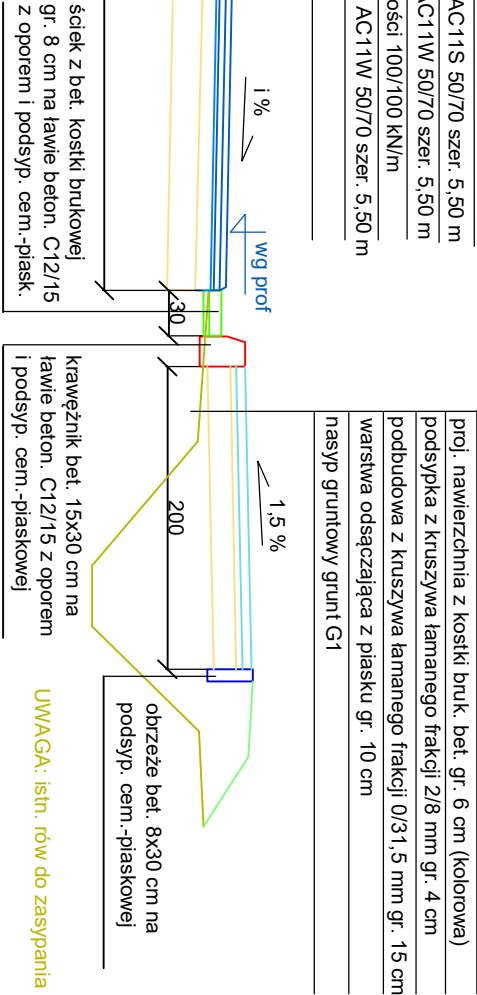 AC11S 50/70 szer. 5,50 m
AC11W 50/70 szer. 5,50 m
ości 100/100 kN/m
AC11W 50/70 szer. 5,50 m
proj. nawierzchnia z kostki bruk. bet. gr. 6 cm (kolorowa)
podsypka z kruszywa łamanego frakcji 2/8 mm gr. 4 cm
podbudowa z kruszywa łamanego frakcji 0/31,5 mm gr. 15 cm
warstwa odsączająca z piasku gr. 10 cm
nasyp gruntowy grunt G1
i %
wg prof
1,5 %
30
200
ściek z bet. kostki brukowej
gr. 8 cm na ławie beton. C12/15
z oporem i podsyp. cem.-piask.
krawężnik bet. 15x30 cm na
ławie beton. C12/15 z oporem
i podsyp. cem.-piaskowej
obrzeże bet. 8x30 cm na
podsyp. cem.-piaskowej
UWAGA: istn. rów do zasypania